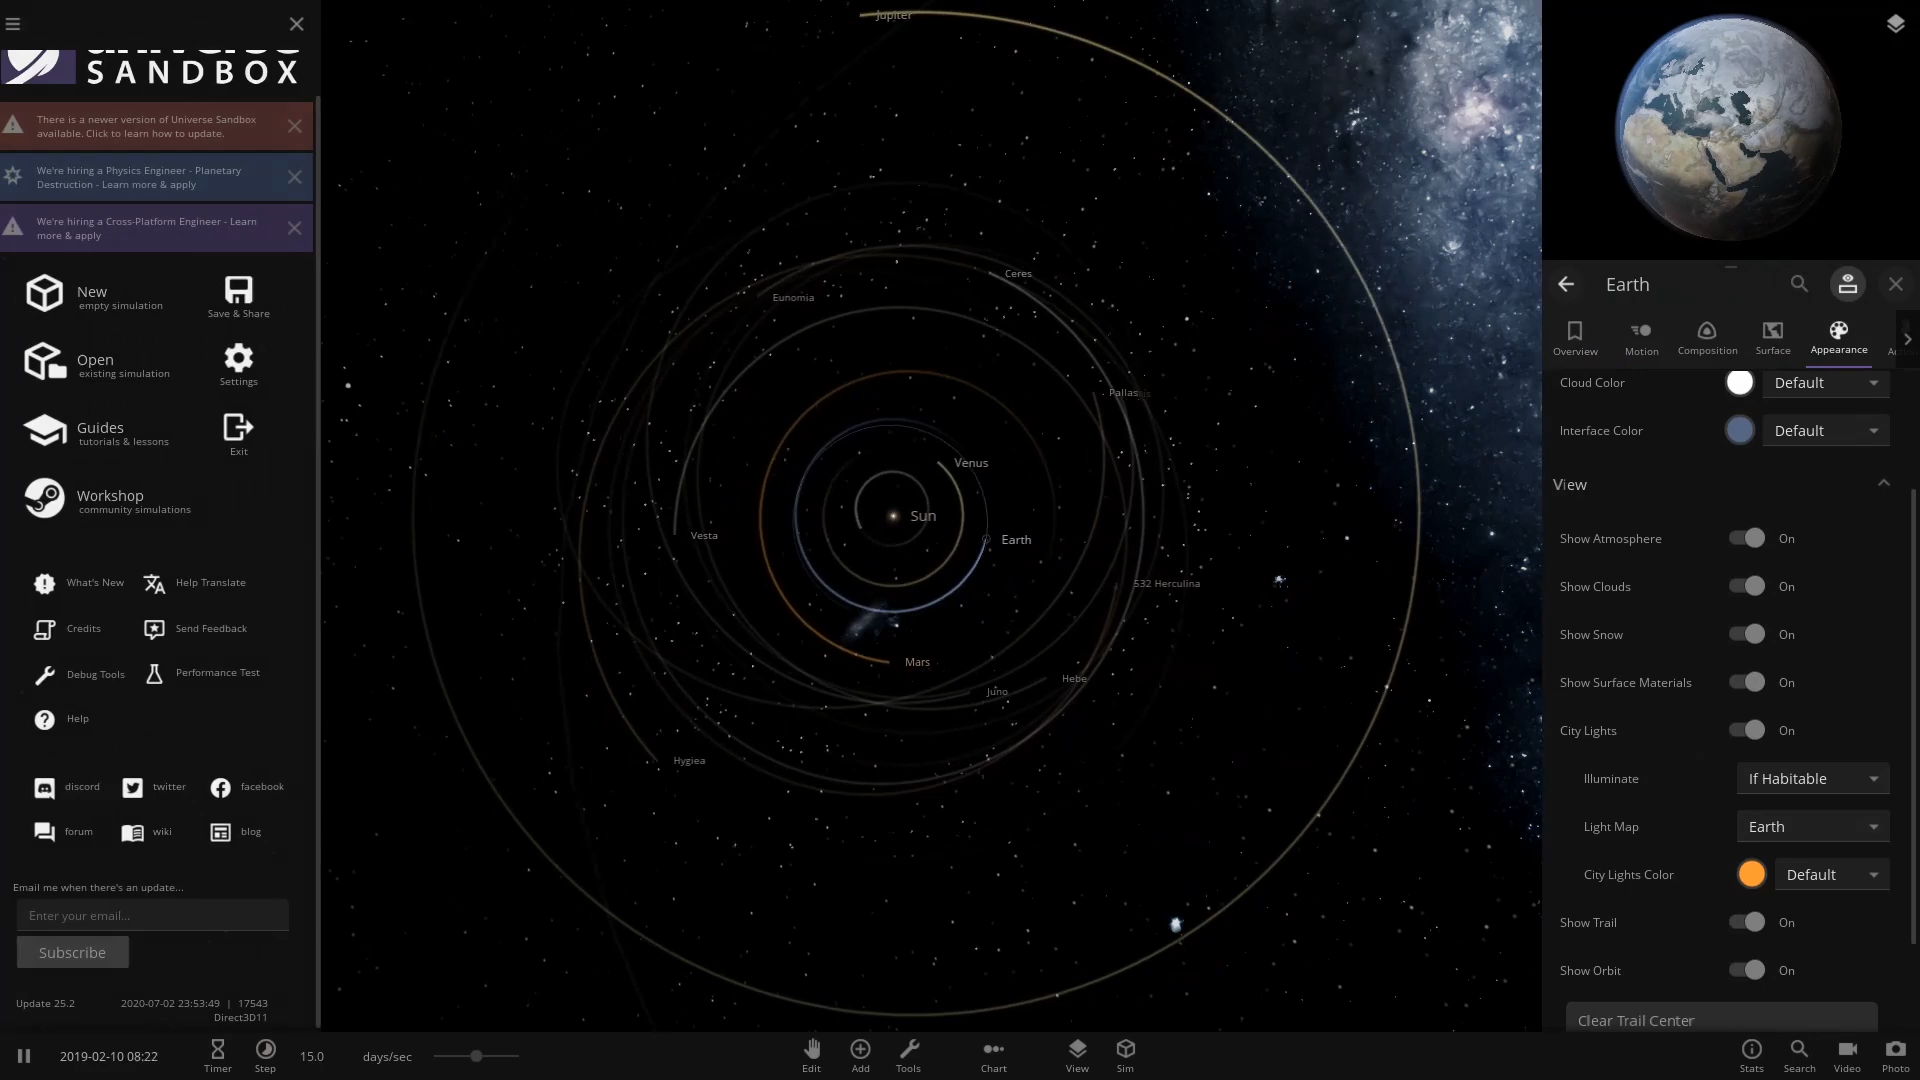 SANDBOX
There is a newer version of Universe Sandbox
available. Click to learn how to update.
We're hiring a Physics Engineer - Planetary
Destruction - Learn more & apply
We're hiring a Cross-Platform Engineer - Learn
more & apply
New
empty simulation
Save & Share
Open
existing simulation
Settings
Guides
tutorials & lessons
Exit
Workshop
community simulations
What's New
Help Translate
Credits
Send Feedback
Debug Tools
Performance Test
Help
discord
twitter
facebook
forum
wiki
blog
Email me when there's an update...
Enter your email...
Subscribe
Update 25.2
2020-07-02 23:53:49 | 17543
Direct3D11
Jupiter
Ceres
Eunomia
Pallas
Venus
Sun
Vesta
Earth
532 Herculina
Mars
Hebe
Juno
Hygiea
Earth
Overview
Motion
Composition
Surface
Appearance
Cloud Color
Default
Interface Color
Default
View
Show Atmosphere
On
Show Clouds
On
Show Snow
On
Show Surface Materials
On
City Lights
On
Illuminate
If Habitable
Light Map
Earth
City Lights Color
Default
Show Trail
On
Show Orbit
On
Clear Trail Center
2019-02-10 08:22
Timer
Step
15.0
days/sec
Edit
Add
Tools
Chart
View
Sim
Stats
Search
Video
Photo